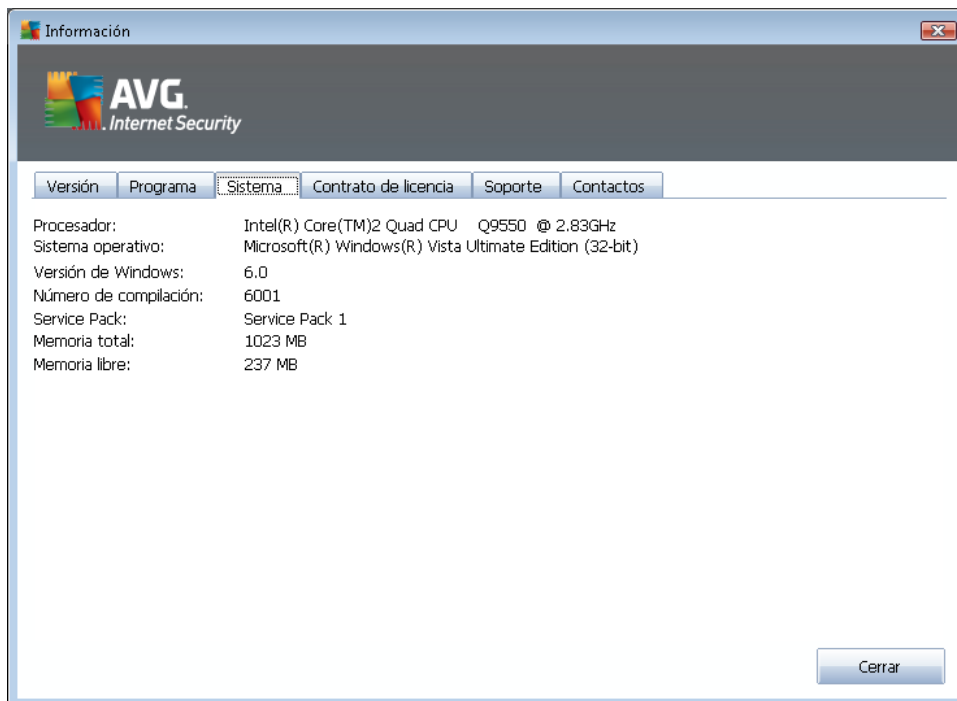 Información
AVG.
Internet Security
Versión Programa Sistema Contrato de licencia Soporte Contactos
Procesador: Intel(R) Core(TM)2 Quad CPU Q9550 @ 2.83GHz
Sistema operativo: Microsoft(R) Windows(R) Vista Ultimate Edition (32-bit)
Versión de Windows: 6.0
Número de compilación: 6001
Service Pack: Service Pack 1
Memoria total: 1023 MB
Memoria libre: 237 MB
Cerrar